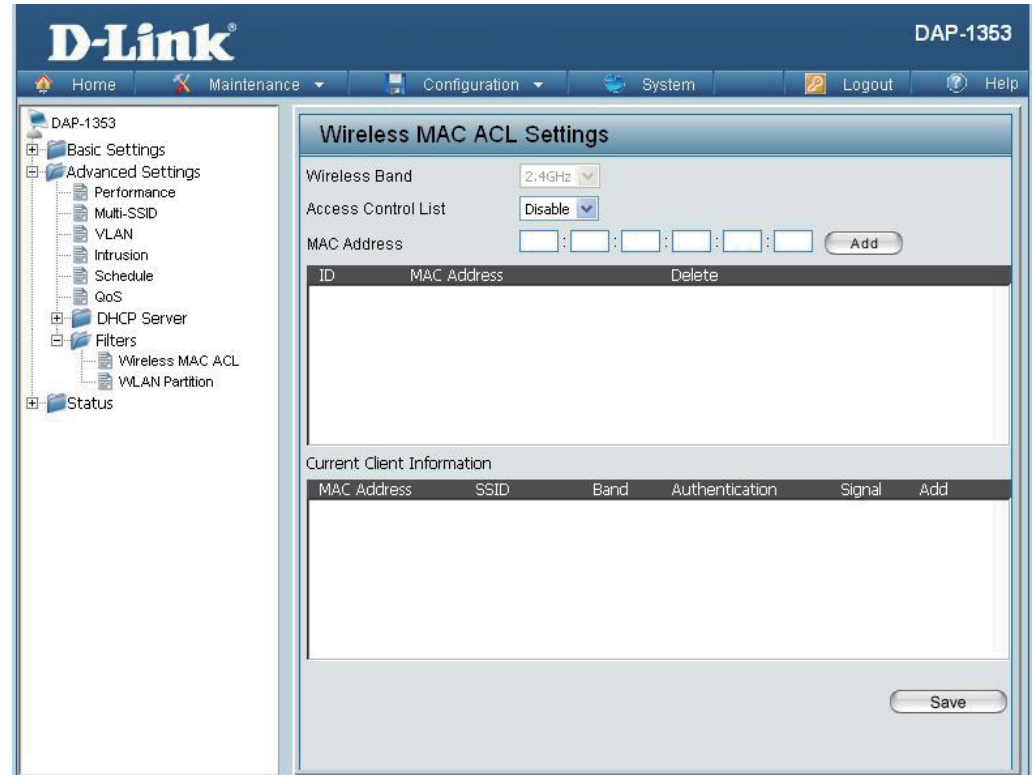 D-Link®
DAP-1353
Home Maintenance Configuration System Logout Help
DAP-1353
Basic Settings
Advanced Settings
Performance
Multi-SSID
VLAN
Intrusion
Schedule
QoS
DHCP Server
Filters
Wireless MAC ACL
WLAN Partition
Status
Wireless MAC ACL Settings
Wireless Band 2.4GHz
Access Control List Disable
MAC Address : : : : : Add
ID MAC Address Delete
Current Client Information
MAC Address SSID Band Authentication Signal Add
Save